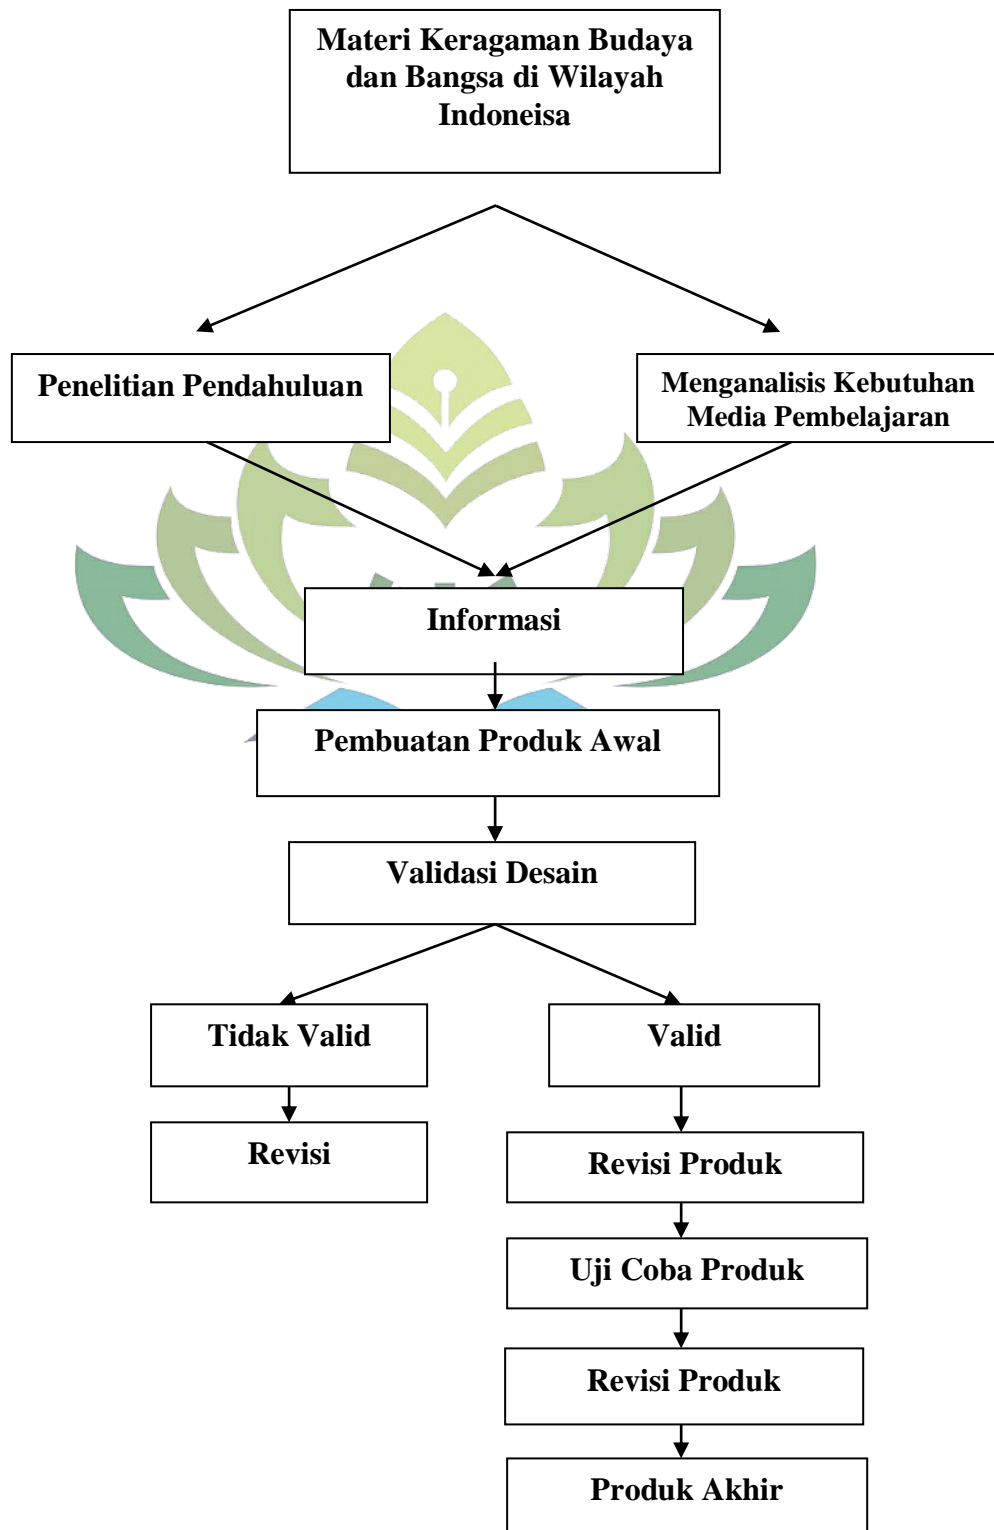 Materi Keragaman Budaya
dan Bangsa di Wilayah
Indoneisa
Penelitian Pendahuluan
Menganalisis Kebutuhan
Media Pembelajaran
Informasi
Pembuatan Produk Awal
Validasi Desain
Tidak Valid
Valid
Revisi
Revisi Produk
Uji Coba Produk
Revisi Produk
Produk Akhir